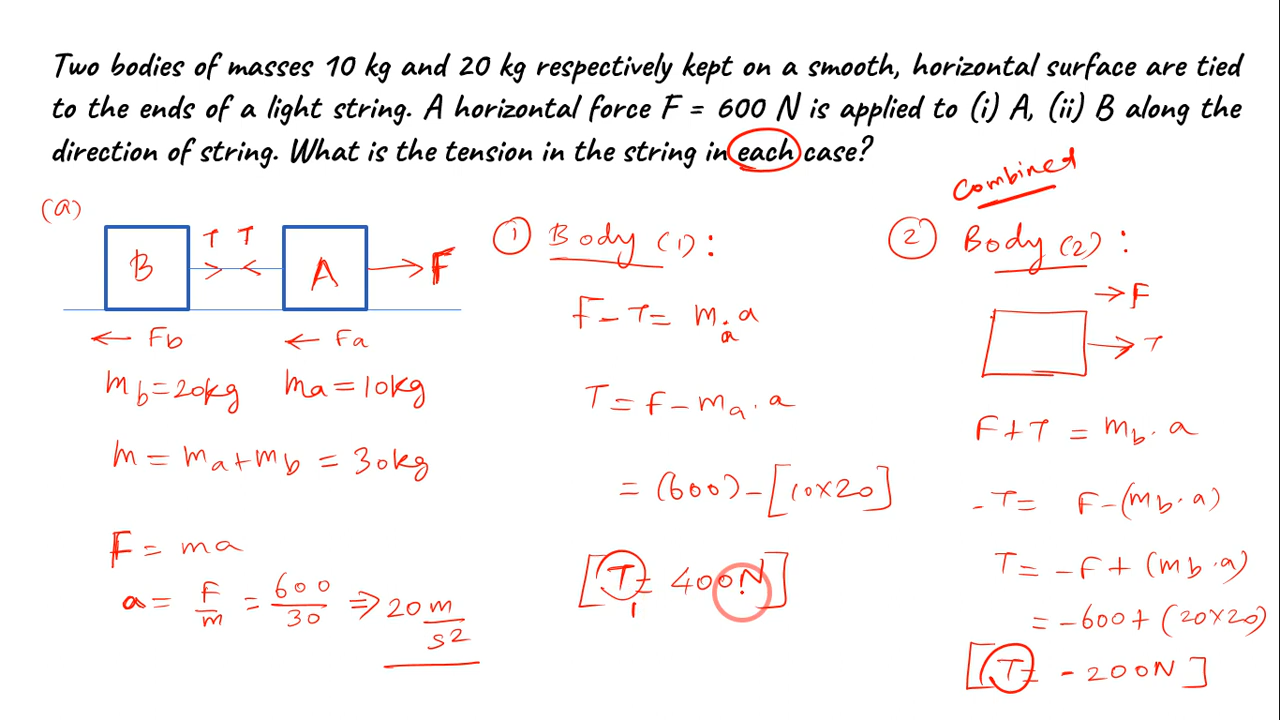 Two bodies of masses 10 kg and 20 kg respectively kept on a smooth, horizontal surface are tied
to the ends of a light string. A horizontal force F = 600 N is applied to (i) A, (ii) B along the
direction of string. What is the tension in the string in each case?
(a)
B T T A F
Fb Fa
mb=20kg ma=10kg
m = ma+mb = 30kg
F = ma
a = F/m = 600/30 ⇒ 20 m/s2
① Body (1):
F - T = ma.a
T = F - ma.a
= (600) - [10×20]
[T1 = 400N]
Combined
② Body (2):
→ F
→ T
F + T = mb.a
-T = F-(mb.a)
T = -F + (mb.a)
= -600 + (20×20)
[T = -200N]